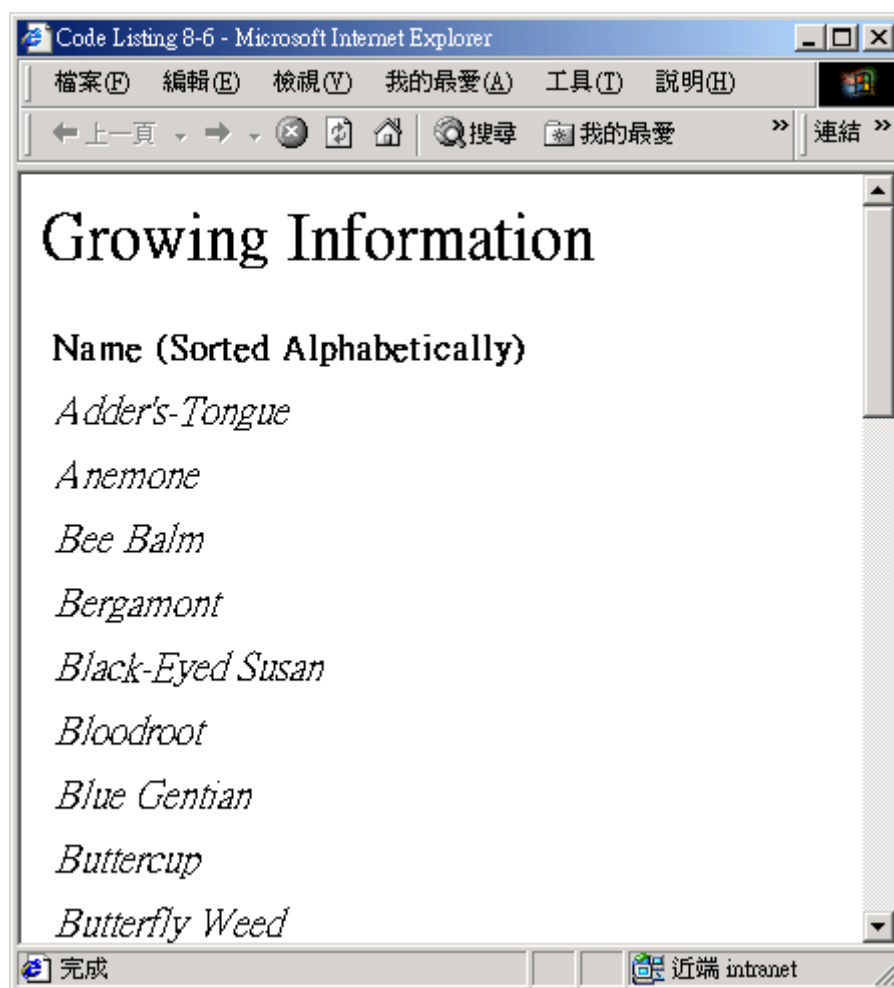 Code Listing 8-6 - Microsoft Internet Explorer
檔案(F) 編輯(E) 檢視(V) 我的最愛(A) 工具(T) 說明(H)
上一頁 搜尋 我的最愛 » 連結 »
Growing Information
Name (Sorted Alphabetically)
Adder's-Tongue
Anemone
Bee Balm
Bergamont
Black-Eyed Susan
Bloodroot
Blue Gentian
Buttercup
Butterfly Weed
完成 近端 intranet